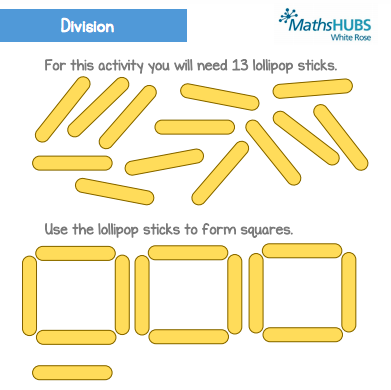 Division
MathsHUBS
White Rose
For this activity you will need 13 lollipop sticks.
Use the lollipop sticks to form squares.